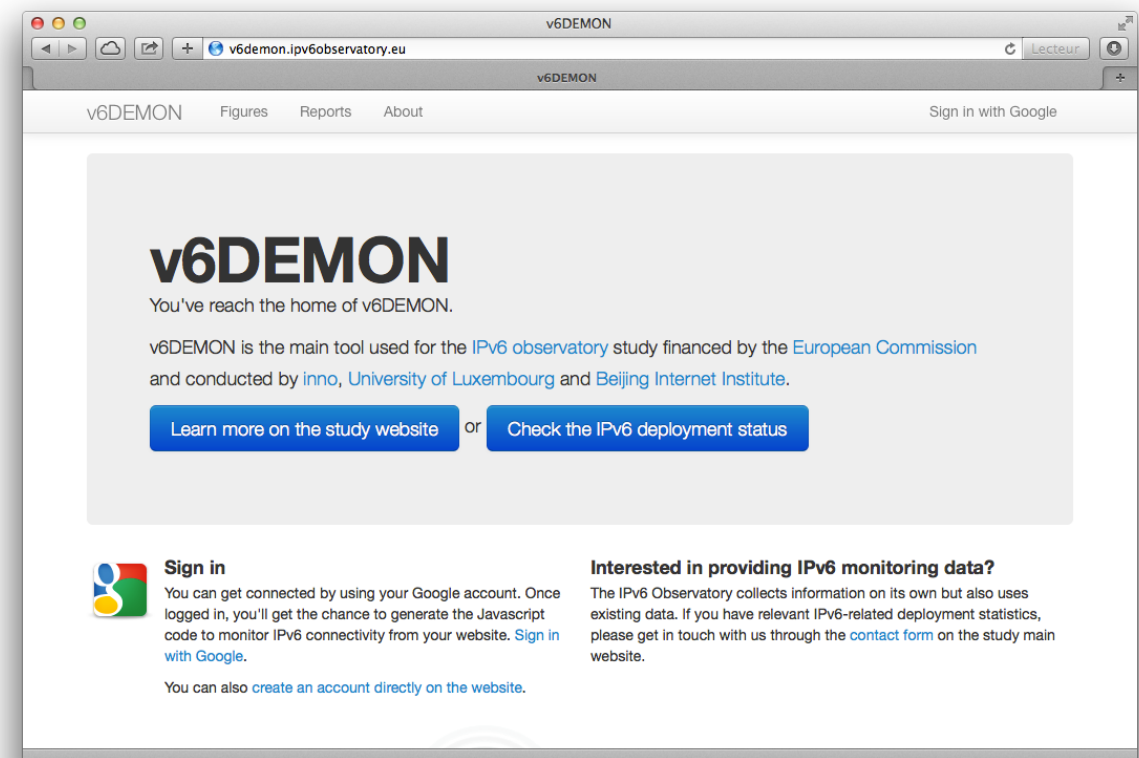 v6DEMON
v6demon.ipv6observatory.eu
Lecteur
v6DEMON
v6DEMON Figures Reports About Sign in with Google
v6DEMON
You've reach the home of v6DEMON.
v6DEMON is the main tool used for the IPv6 observatory study financed by the European Commission
and conducted by inno, University of Luxembourg and Beijing Internet Institute.
Learn more on the study website or Check the IPv6 deployment status
Sign in
You can get connected by using your Google account. Once
logged in, you'll get the chance to generate the Javascript
code to monitor IPv6 connectivity from your website. Sign in
with Google.
You can also create an account directly on the website.
Interested in providing IPv6 monitoring data?
The IPv6 Observatory collects information on its own but also uses
existing data. If you have relevant IPv6-related deployment statistics,
please get in touch with us through the contact form on the study main
website.